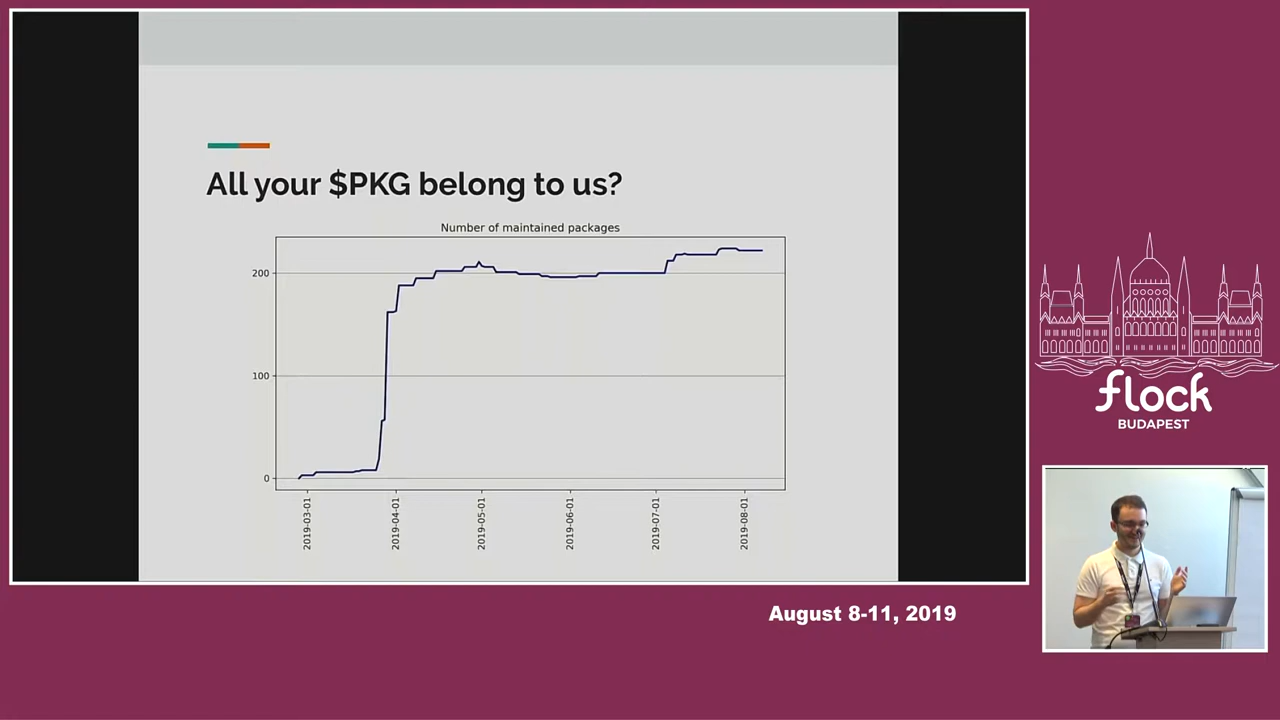 All your $PKG belong to us?
Number of maintained packages
200
100
0
2019-03-01
2019-04-01
2019-05-01
2019-06-01
2019-07-01
2019-08-01
flock
BUDAPEST
August 8-11, 2019